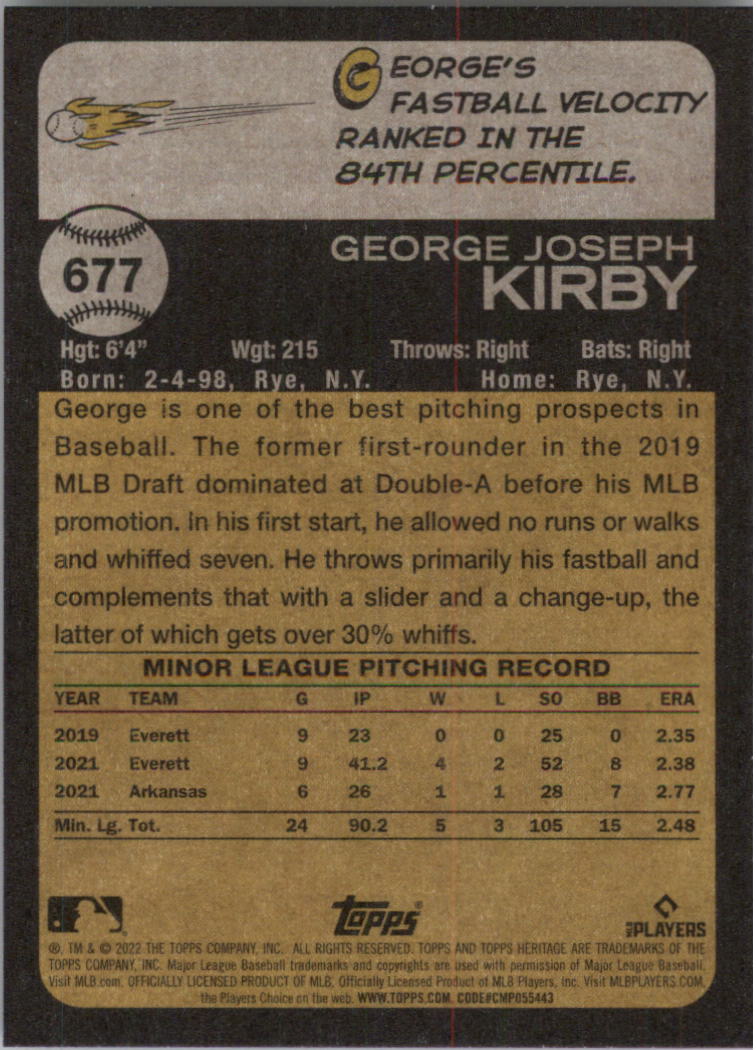 GEORGE'S
FASTBALL VELOCITY
RANKED IN THE
84TH PERCENTILE.
677
GEORGE JOSEPH
KIRBY
Hgt: 6'4" Wgt: 215 Throws: Right Bats: Right
Born: 2-4-98, Rye, N.Y. Home: Rye, N.Y.
George is one of the best pitching prospects in
Baseball. The former first-rounder in the 2019
MLB Draft dominated at Double-A before his MLB
promotion. In his first start, he allowed no runs or walks
and whiffed seven. He throws primarily his fastball and
complements that with a slider and a change-up, the
latter of which gets over 30% whiffs.
MINOR LEAGUE PITCHING RECORD
YEAR TEAM G IP W L SO BB ERA
2019 Everett 9 23 0 0 25 0 2.35
2021 Everett 9 41.2 4 2 52 8 2.38
2021 Arkansas 6 26 1 1 28 7 2.77
Min. Lg. Tot. 24 90.2 5 3 105 15 2.48
Topps MLB PLAYERS
®, TM & © 2022 THE TOPPS COMPANY, INC. ALL RIGHTS RESERVED. TOPPS AND TOPPS HERITAGE ARE TRADEMARKS OF THE
TOPPS COMPANY, INC. Major League Baseball trademarks and copyrights are used with permission of Major League Baseball.
Visit MLB.com. OFFICIALLY LICENSED PRODUCT OF MLB. Officially Licensed Product of MLB Players, Inc. Visit MLBPLAYERS.COM,
the Players Choice on the web. WWW.TOPPS.COM. CODE#CMP055443